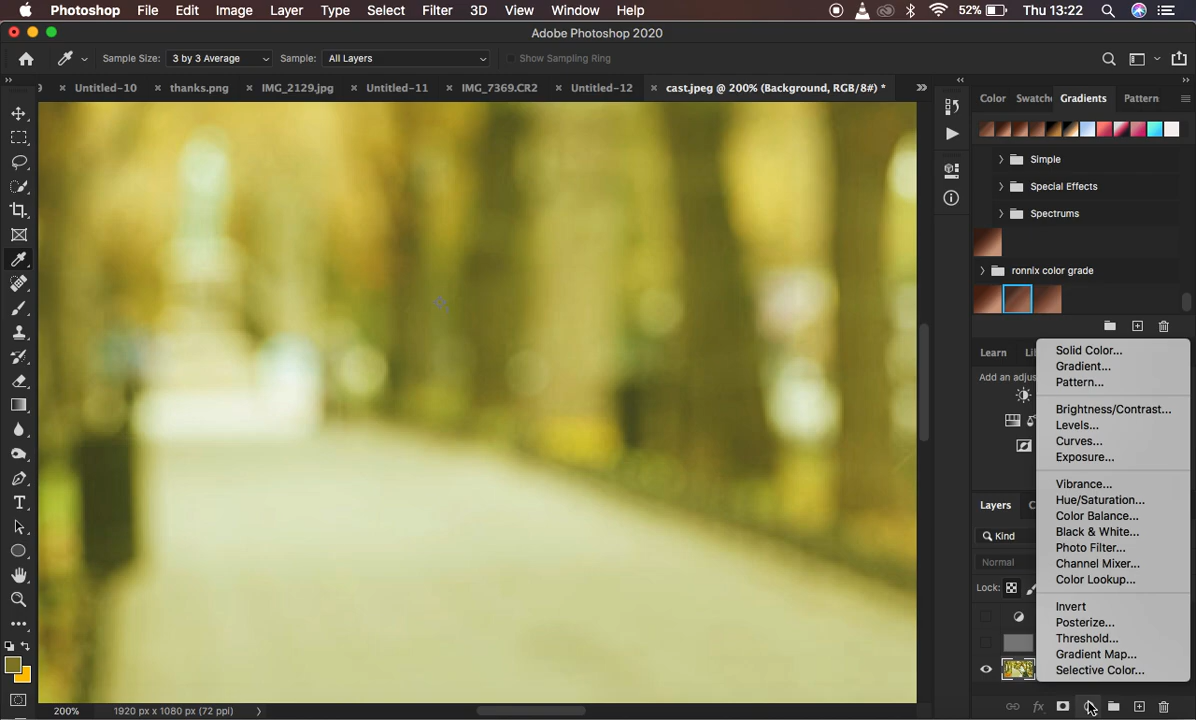 Photoshop File Edit Image Layer Type Select Filter 3D View Window Help 52% Thu 13:22
Adobe Photoshop 2020
Sample Size: 3 by 3 Average Sample: All Layers Show Sampling Ring
9 × Untitled-10 × thanks.png × IMG_2129.jpg × Untitled-11 × IMG_7369.CR2 × Untitled-12 × cast.jpeg @ 200% (Background, RGB/8#) *
Color Swatche Gradients Pattern
Simple
Special Effects
Spectrums
ronnix color grade
Learn
Add an adjus
Solid Color...
Gradient...
Pattern...
Brightness/Contrast...
Levels...
Curves...
Exposure...
Vibrance...
Hue/Saturation...
Color Balance...
Black & White...
Photo Filter...
Channel Mixer...
Color Lookup...
Invert
Posterize...
Threshold...
Gradient Map...
Selective Color...
Layers
Kind
Normal
Lock:
200% 1920 px x 1080 px (72 ppi)